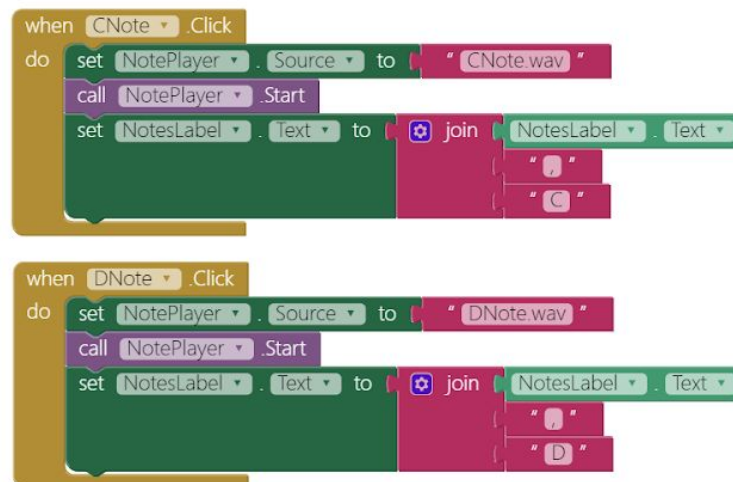 when CNote .Click
do set NotePlayer . Source to " CNote.wav "
call NotePlayer .Start
set NotesLabel . Text to join NotesLabel . Text
" , "
" C "
when DNote .Click
do set NotePlayer . Source to " DNote.wav "
call NotePlayer .Start
set NotesLabel . Text to join NotesLabel . Text
" , "
" D "